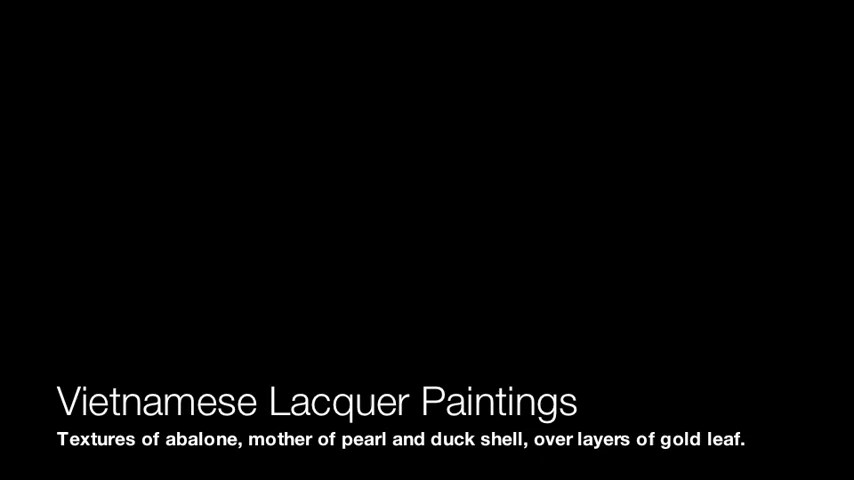 Vietnamese Lacquer Paintings
Textures of abalone, mother of pearl and duck shell, over layers of gold leaf.